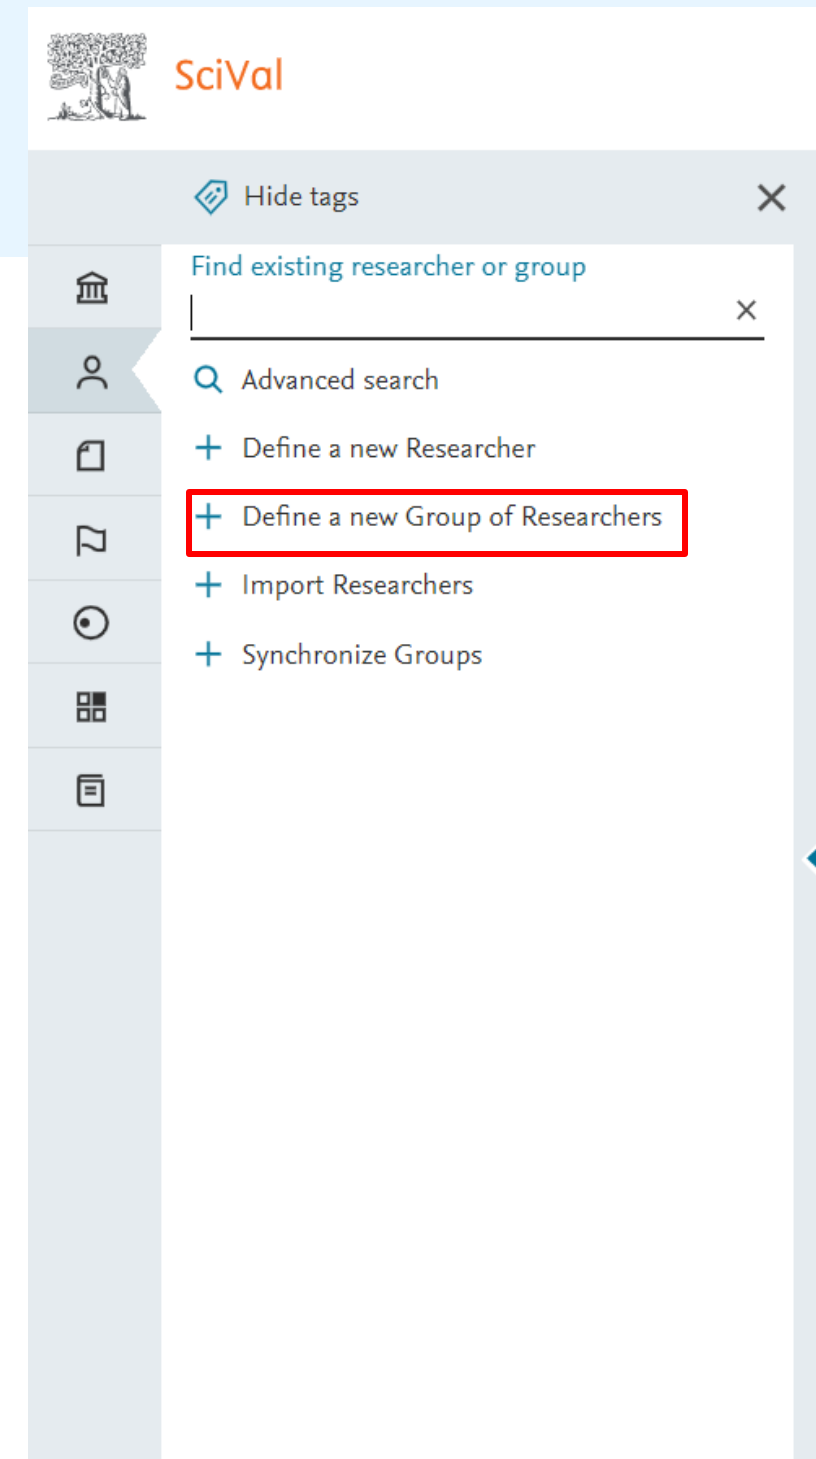 SciVal
Hide tags
Find existing researcher or group
Advanced search
Define a new Researcher
Define a new Group of Researchers
Import Researchers
Synchronize Groups